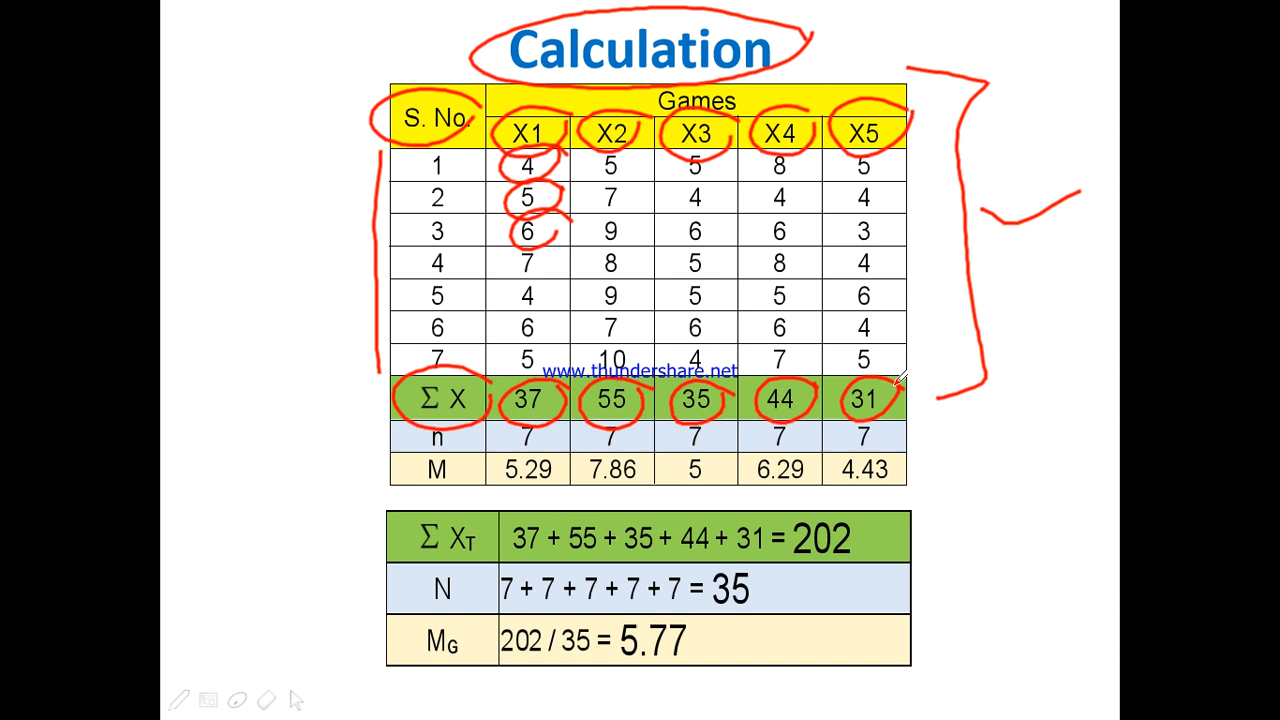 Calculation
S. No. Games
X1 X2 X3 X4 X5
1 4 5 5 8 5
2 5 7 4 4 4
3 6 9 6 6 3
4 7 8 5 8 4
5 4 9 5 5 6
6 6 7 6 6 4
7 5 10 4 7 5
www.thundershare.net
Σ X 37 55 35 44 31
n 7 7 7 7 7
M 5.29 7.86 5 6.29 4.43
Σ XT 37 + 55 + 35 + 44 + 31 = 202
N 7 + 7 + 7 + 7 + 7 = 35
MG 202 / 35 = 5.77